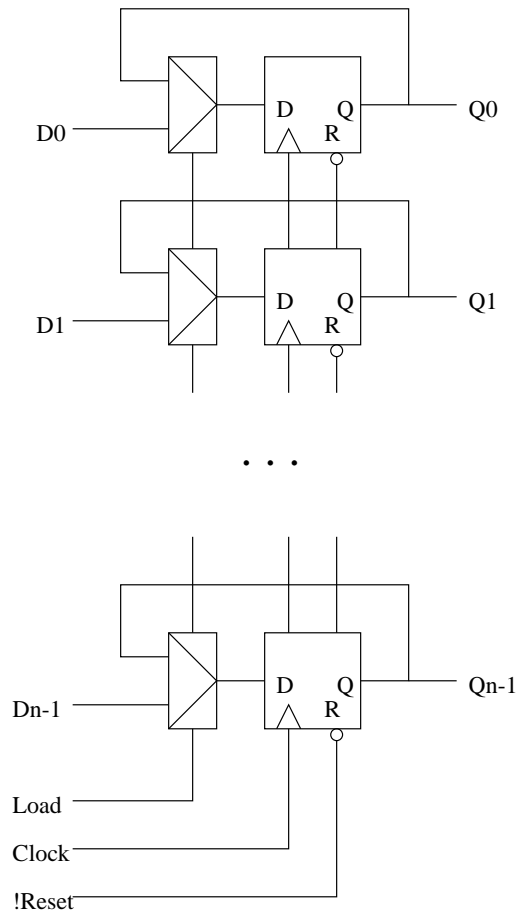 D0 D Q Q0
R
D1 D Q Q1
R
. . .
Dn-1 D Q Qn-1
R
Load
Clock
!Reset